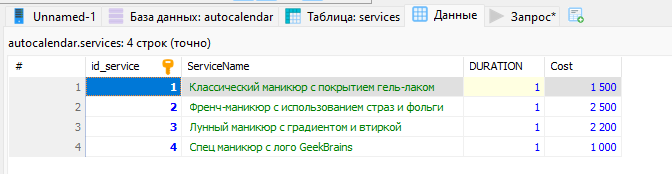 Unnamed-1 База данных: autocalendar Таблица: services Данные Запрос*
autocalendar.services: 4 строк (точно)
# id_service ServiceName DURATION Cost
1 1 Классический маникюр с покрытием гель-лаком 1 1 500
2 2 Френч-маникюр с использованием страз и фольги 1 2 500
3 3 Лунный маникюр с градиентом и втиркой 1 2 200
4 4 Спец маникюр с лого GeekBrains 1 1 000